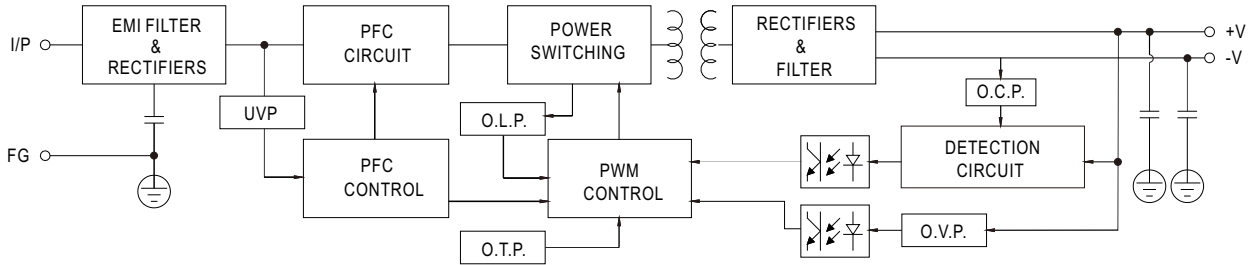 I/P
EMI FILTER
&
RECTIFIERS
PFC
CIRCUIT
POWER
SWITCHING
RECTIFIERS
&
FILTER
+V
-V
UVP
O.L.P.
O.C.P.
FG
PFC
CONTROL
PWM
CONTROL
DETECTION
CIRCUIT
O.T.P.
O.V.P.